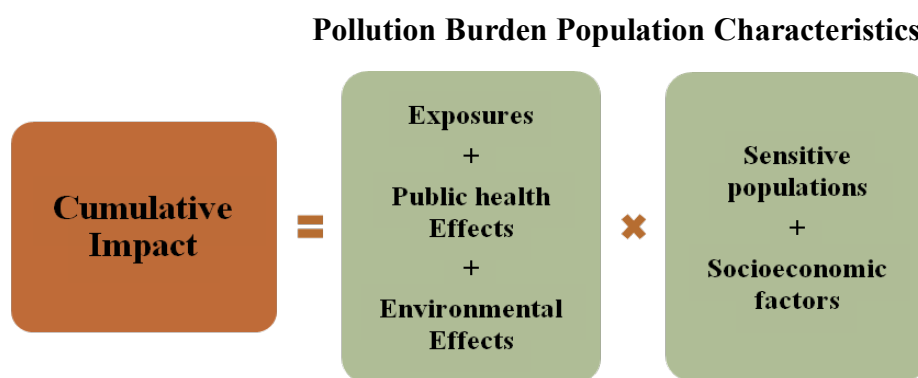 Pollution Burden Population Characteristics
Cumulative
Impact
=
Exposures
+
Public health
Effects
+
Environmental
Effects
×
Sensitive
populations
+
Socioeconomic
factors